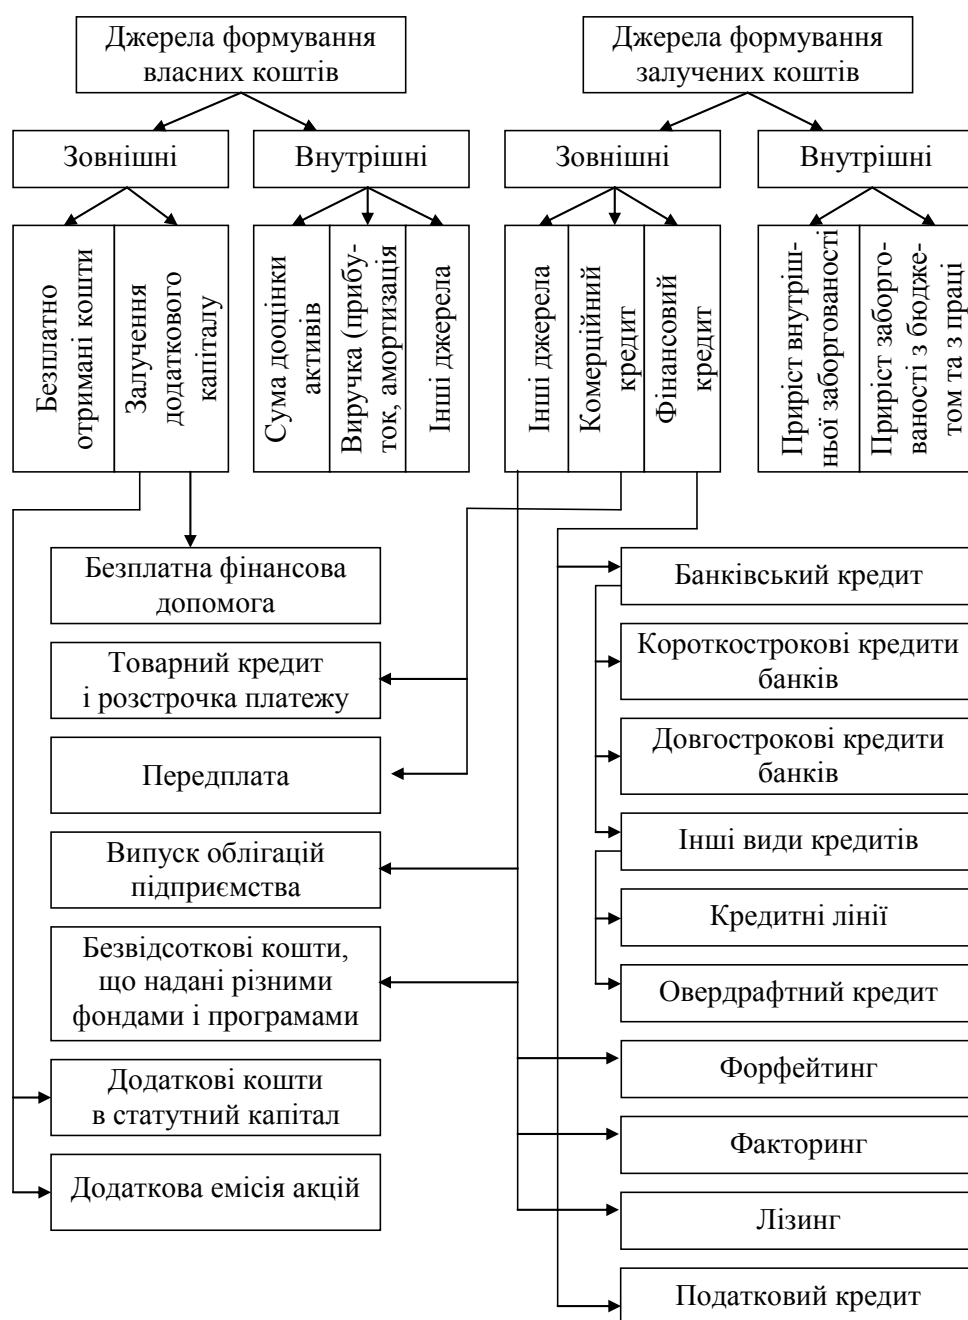 Джерела формування
власних коштів
Джерела формування
залучених коштів
Зовнішні
Внутрішні
Зовнішні
Внутрішні
Безплатно
отримані кошти
Залучення
додаткового
капіталу
Сума дооцінки
активів
Виручка (прибу-
ток, амортизація
Інші джерела
Інші джерела
Комерційний
кредит
Фінансовий
кредит
Приріст внутріш-
ньої заборгованості
Приріст заборго-
ваності з бюдже-
том та з праці
Безплатна фінансова
допомога
Товарний кредит
і розстрочка платежу
Передплата
Випуск облігацій
підприємства
Безвідсоткові кошти,
що надані різними
фондами і програмами
Додаткові кошти
в статутний капітал
Додаткова емісія акцій
Банківський кредит
Короткострокові кредити
банків
Довгострокові кредити
банків
Інші види кредитів
Кредитні лінії
Овердрафтний кредит
Форфейтинг
Факторинг
Лізинг
Податковий кредит